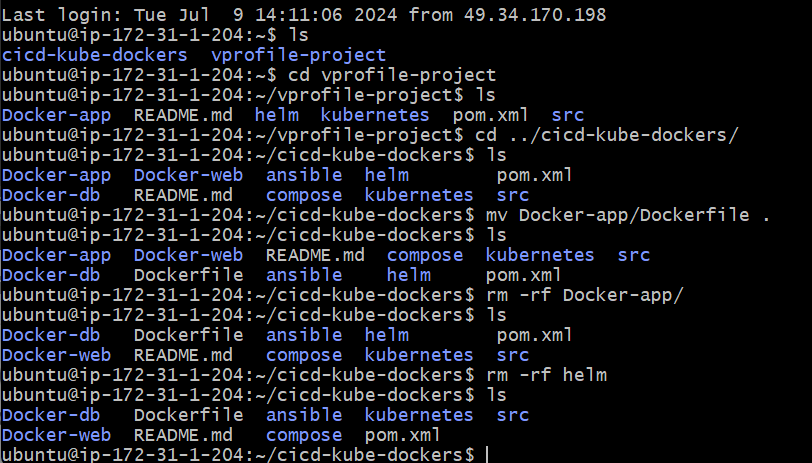 Last login: Tue Jul  9 14:11:06 2024 from 49.34.170.198
ubuntu@ip-172-31-1-204:~$ ls
cicd-kube-dockers  vprofile-project
ubuntu@ip-172-31-1-204:~$ cd vprofile-project
ubuntu@ip-172-31-1-204:~/vprofile-project$ ls
Docker-app  README.md  helm  kubernetes  pom.xml  src
ubuntu@ip-172-31-1-204:~/vprofile-project$ cd ../cicd-kube-dockers/
ubuntu@ip-172-31-1-204:~/cicd-kube-dockers$ ls
Docker-app  Docker-web  ansible  helm        pom.xml
Docker-db   README.md   compose  kubernetes  src
ubuntu@ip-172-31-1-204:~/cicd-kube-dockers$ mv Docker-app/Dockerfile .
ubuntu@ip-172-31-1-204:~/cicd-kube-dockers$ ls
Docker-app  Docker-web  README.md  compose  kubernetes  src
Docker-db   Dockerfile  ansible    helm     pom.xml
ubuntu@ip-172-31-1-204:~/cicd-kube-dockers$ rm -rf Docker-app/
ubuntu@ip-172-31-1-204:~/cicd-kube-dockers$ ls
Docker-db   Dockerfile  ansible  helm        pom.xml
Docker-web  README.md   compose  kubernetes  src
ubuntu@ip-172-31-1-204:~/cicd-kube-dockers$ rm -rf helm
ubuntu@ip-172-31-1-204:~/cicd-kube-dockers$ ls
Docker-db   Dockerfile  ansible  kubernetes  src
Docker-web  README.md   compose  pom.xml
ubuntu@ip-172-31-1-204:~/cicd-kube-dockers$